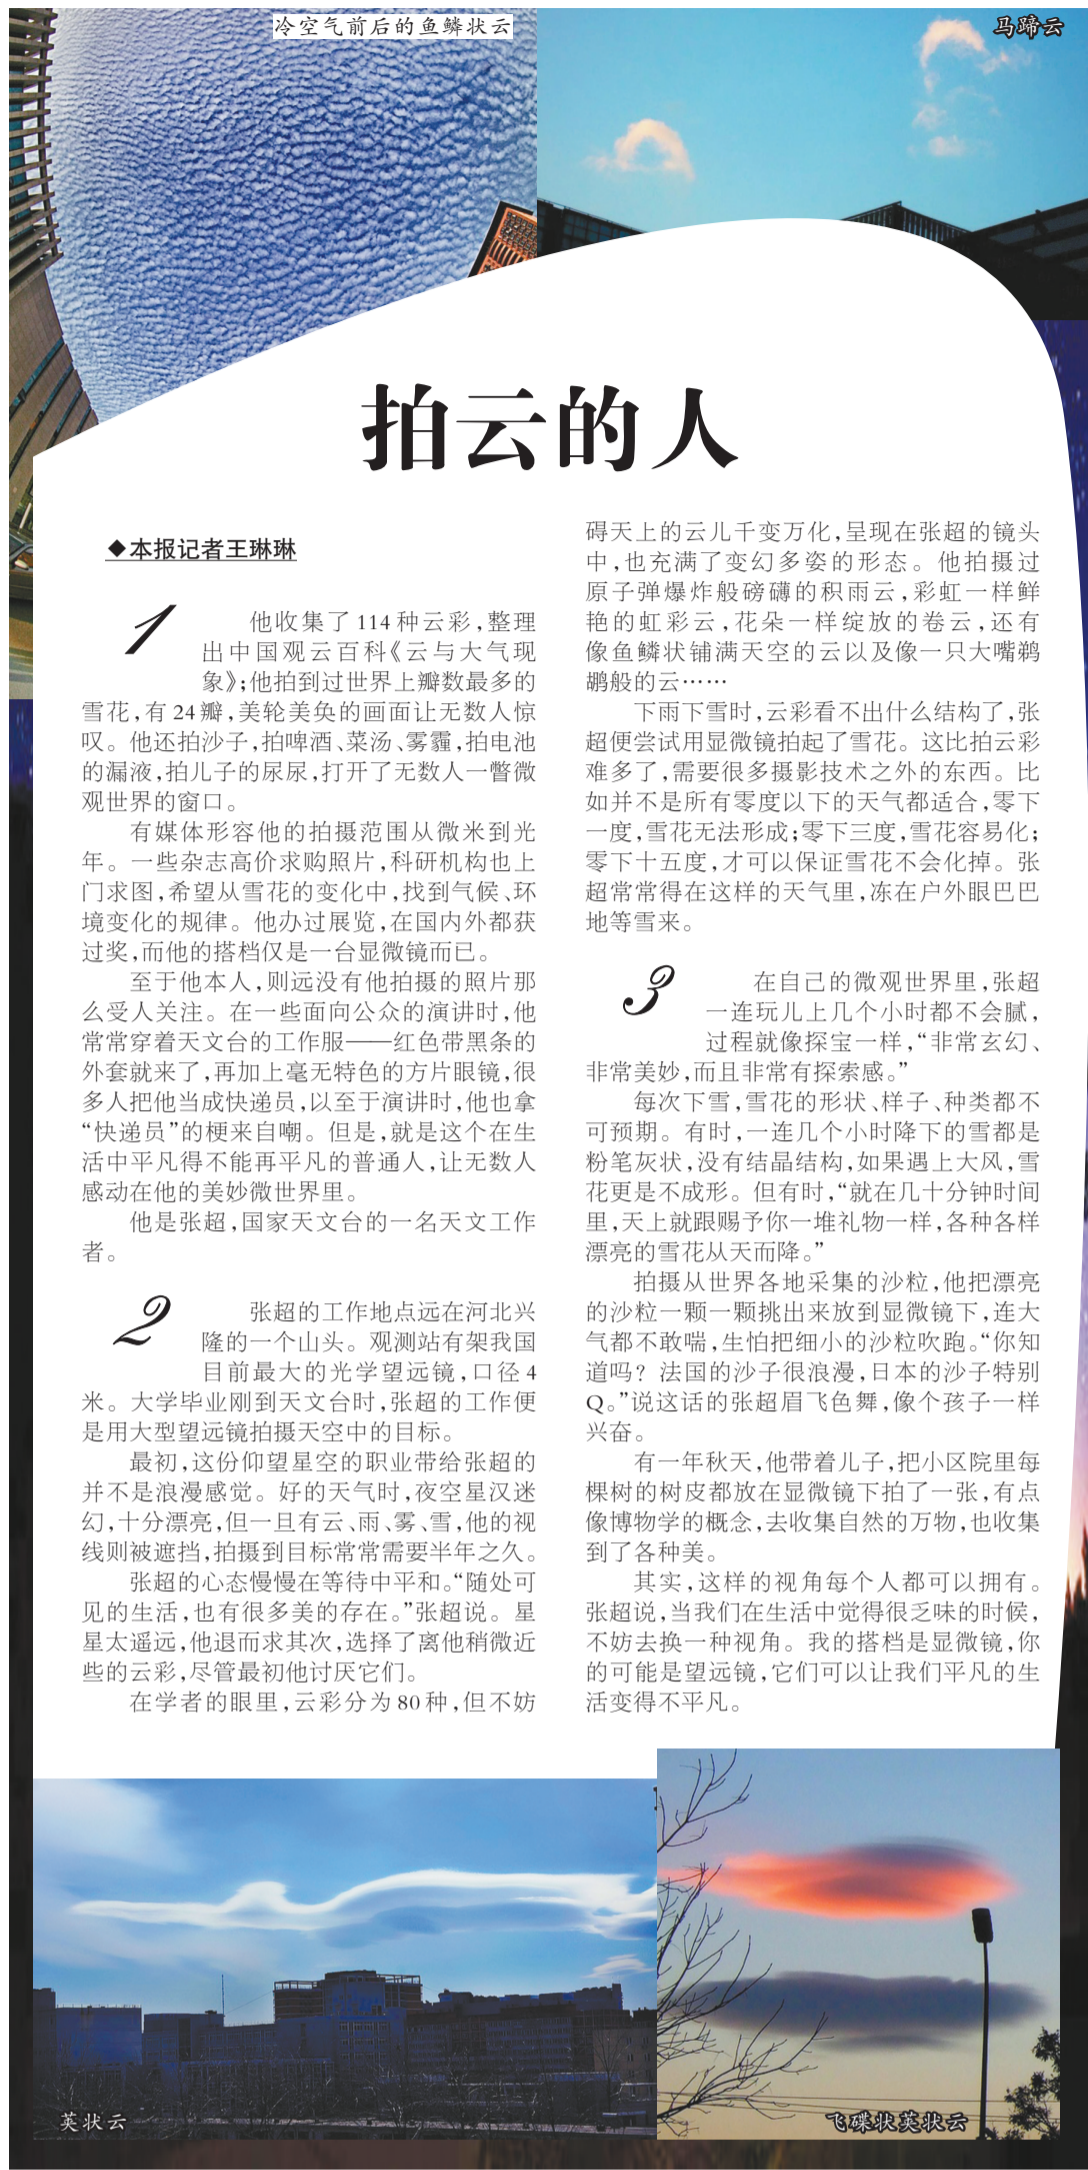 冷空气前后的鱼鳞状云
马蹄云
拍云的人
◆本报记者王琳琳
1
他收集了114种云彩,整理
出中国观云百科《云与大气现
象》;他拍到过世界上瓣数最多的
雪花,有24瓣,美轮美奂的画面让无数人惊
叹。他还拍沙子,拍啤酒、菜汤、雾霾,拍电池
的漏液,拍儿子的尿尿,打开了无数人一瞥微
观世界的窗口。
有媒体形容他的拍摄范围从微米到光
年。一些杂志高价求购照片,科研机构也上
门求图,希望从雪花的变化中,找到气候、环
境变化的规律。他办过展览,在国内外都获
过奖,而他的搭档仅是一台显微镜而已。
至于他本人,则远没有他拍摄的照片那
么受人关注。在一些面向公众的演讲时,他
常常穿着天文台的工作服——红色带黑条的
外套就来了,再加上毫无特色的方片眼镜,很
多人把他当成快递员,以至于演讲时,他也拿
“快递员”的梗来自嘲。但是,就是这个在生
活中平凡得不能再平凡的普通人,让无数人
感动在他的美妙微世界里。
他是张超,国家天文台的一名天文工作
者。
2
张超的工作地点远在河北兴
隆的一个山头。观测站有架我国
目前最大的光学望远镜,口径4
米。大学毕业刚到天文台时,张超的工作便
是用大型望远镜拍摄天空中的目标。
最初,这份仰望星空的职业带给张超的
并不是浪漫感觉。好的天气时,夜空星汉迷
幻,十分漂亮,但一旦有云、雨、雾、雪,他的视
线则被遮挡,拍摄到目标常常需要半年之久。
张超的心态慢慢在等待中平和。“随处可
见的生活,也有很多美的存在。”张超说。星
星太遥远,他退而求其次,选择了离他稍微近
些的云彩,尽管最初他讨厌它们。
在学者的眼里,云彩分为80种,但不妨
碍天上的云儿千变万化,呈现在张超的镜头
中,也充满了变幻多姿的形态。他拍摄过
原子弹爆炸般磅礴的积雨云,彩虹一样鲜
艳的虹彩云,花朵一样绽放的卷云,还有
像鱼鳞状铺满天空的云以及像一只大嘴鹈
鹕般的云……
下雨下雪时,云彩看不出什么结构了,张
超便尝试用显微镜拍起了雪花。这比拍云彩
难多了,需要很多摄影技术之外的东西。比
如并不是所有零度以下的天气都适合,零下
一度,雪花无法形成;零下三度,雪花容易化;
零下十五度,才可以保证雪花不会化掉。张
超常常得在这样的天气里,冻在户外眼巴巴
地等雪来。
3
在自己的微观世界里,张超
一连玩儿上几个小时都不会腻,
过程就像探宝一样,“非常玄幻、
非常美妙,而且非常有探索感。”
每次下雪,雪花的形状、样子、种类都不
可预期。有时,一连几个小时降下的雪都是
粉笔灰状,没有结晶结构,如果遇上大风,雪
花更是不成形。但有时,“就在几十分钟时间
里,天上就跟赐予你一堆礼物一样,各种各样
漂亮的雪花从天而降。”
拍摄从世界各地采集的沙粒,他把漂亮
的沙粒一颗一颗挑出来放到显微镜下,连大
气都不敢喘,生怕把细小的沙粒吹跑。“你知
道吗?法国的沙子很浪漫,日本的沙子特别
Q。”说这话的张超眉飞色舞,像个孩子一样
兴奋。
有一年秋天,他带着儿子,把小区院里每
棵树的树皮都放在显微镜下拍了一张,有点
像博物学的概念,去收集自然的万物,也收集
到了各种美。
其实,这样的视角每个人都可以拥有。
张超说,当我们在生活中觉得很乏味的时候,
不妨去换一种视角。我的搭档是显微镜,你
的可能是望远镜,它们可以让我们平凡的生
活变得不平凡。
荚状云
飞碟状荚状云